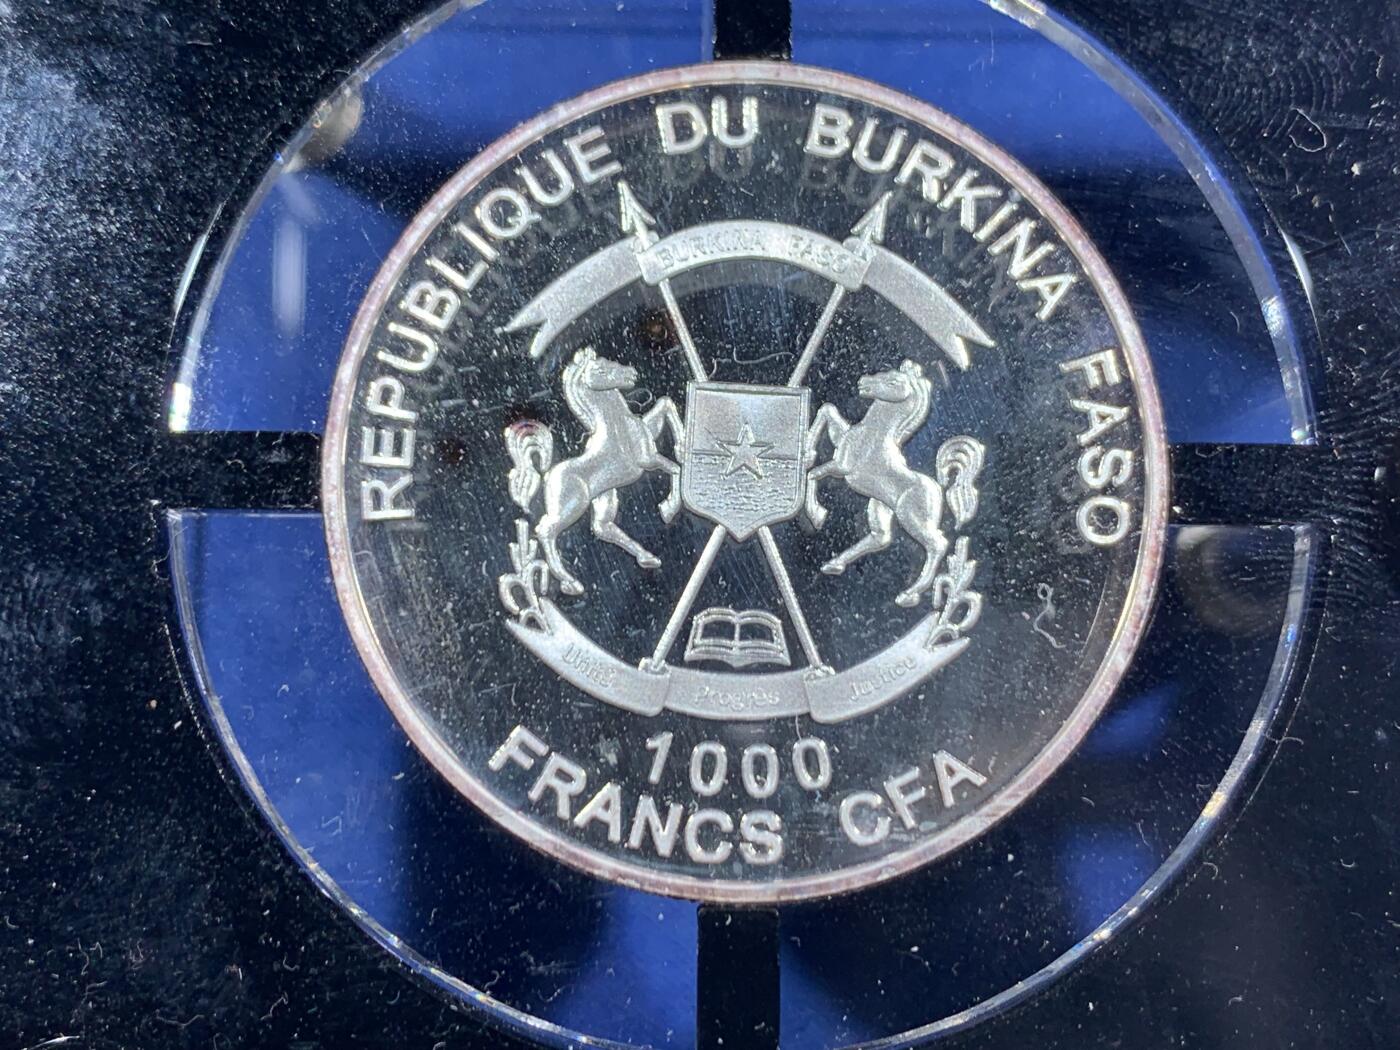 REPUBLIQUE DU BURKiNA FASO
BURKINA FASO
Unité Progrès Justice
1000
FRANCS CFA